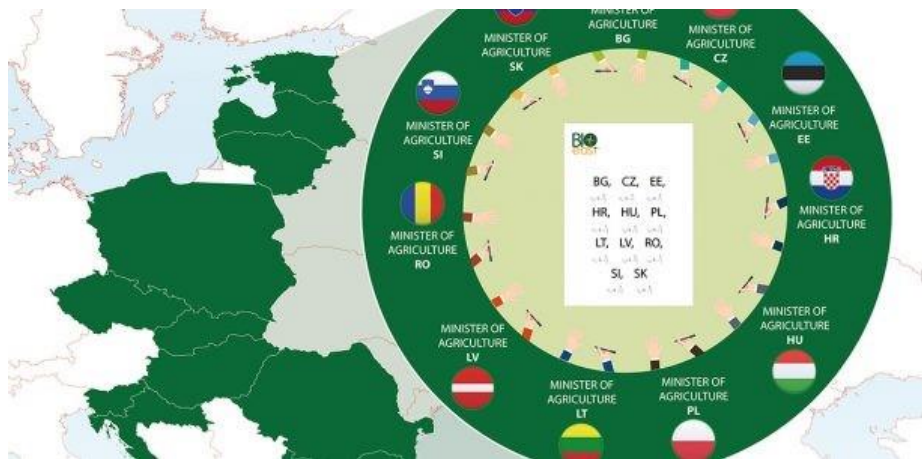 MINISTER OF
AGRICULTURE
SK
MINISTER OF
AGRICULTURE
BG
MINISTER OF
AGRICULTURE
CZ
MINISTER OF
AGRICULTURE
EE
MINISTER OF
AGRICULTURE
HR
MINISTER OF
AGRICULTURE
HU
MINISTER OF
AGRICULTURE
PL
MINISTER OF
AGRICULTURE
LT
MINISTER OF
AGRICULTURE
LV
MINISTER OF
AGRICULTURE
RO
MINISTER OF
AGRICULTURE
SI
BIO
east
BG, CZ, EE,
HR, HU, PL,
LT, LV, RO,
SI, SK